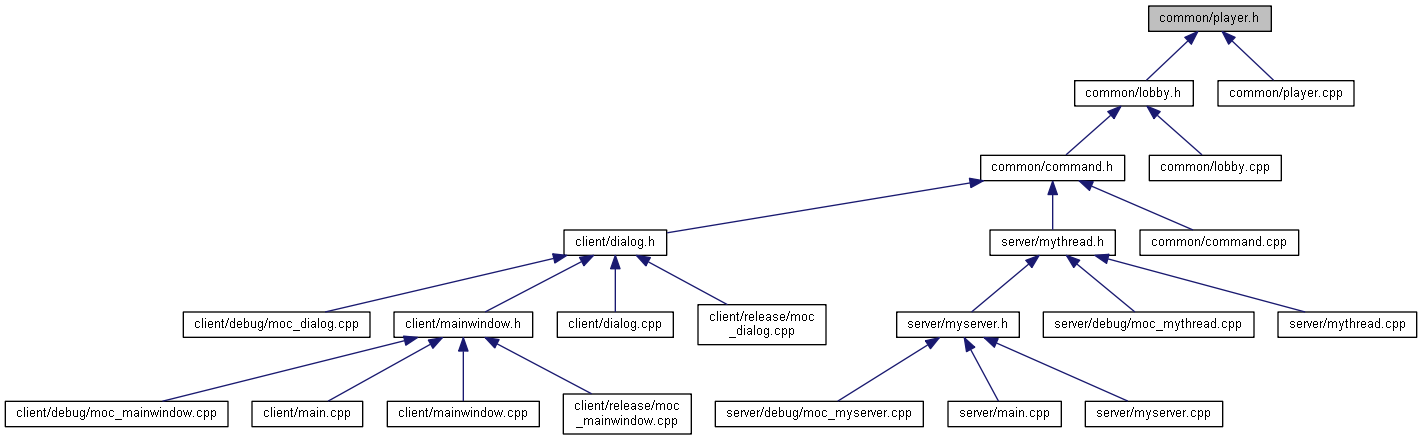 common/player.h
common/lobby.h
common/player.cpp
common/command.h
common/lobby.cpp
client/dialog.h
server/mythread.h
common/command.cpp
client/debug/moc_dialog.cpp
client/mainwindow.h
client/dialog.cpp
client/release/moc
_dialog.cpp
server/myserver.h
server/debug/moc_mythread.cpp
server/mythread.cpp
client/debug/moc_mainwindow.cpp
client/main.cpp
client/mainwindow.cpp
client/release/moc
_mainwindow.cpp
server/debug/moc_myserver.cpp
server/main.cpp
server/myserver.cpp